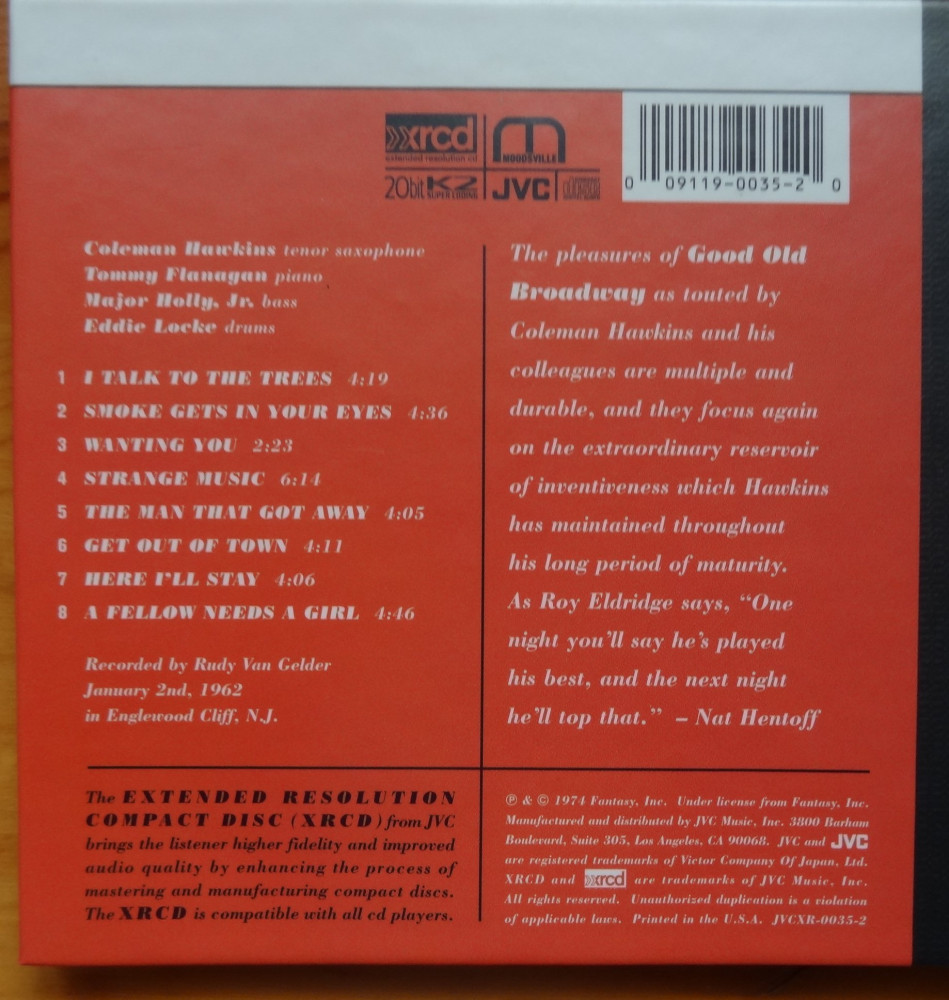 xrcd
extended resolution cd
MOODSVILLE
20bit K2
SUPER CODING
JVC
0 09119-0035-2 0
Coleman Hawkins tenor saxophone
Tommy Flanagan piano
Major Holly, Jr. bass
Eddie Locke drums
1 I TALK TO THE TREES 4:19
2 SMOKE GETS IN YOUR EYES 4:36
3 WANTING YOU 2:23
4 STRANGE MUSIC 6:14
5 THE MAN THAT GOT AWAY 4:05
6 GET OUT OF TOWN 4:11
7 HERE I'LL STAY 4:06
8 A FELLOW NEEDS A GIRL 4:46
Recorded by Rudy Van Gelder
January 2nd, 1962
in Englewood Cliff, N.J.
The pleasures of Good Old
Broadway as touted by
Coleman Hawkins and his
colleagues are multiple and
durable, and they focus again
on the extraordinary reservoir
of inventiveness which Hawkins
has maintained throughout
his long period of maturity.
As Roy Eldridge says, “One
night you'll say he's played
his best, and the next night
he'll top that.” – Nat Hentoff
The EXTENDED RESOLUTION
COMPACT DISC (XRCD) from JVC
brings the listener higher fidelity and improved
audio quality by enhancing the process of
mastering and manufacturing compact discs.
The XRCD is compatible with all cd players.
℗ & © 1974 Fantasy, Inc. Under license from Fantasy, Inc.
Manufactured and distributed by JVC Music, Inc. 3800 Barham
Boulevard, Suite 305, Los Angeles, CA 90068. JVC and JVC
are registered trademarks of Victor Company Of Japan, Ltd.
XRCD and xrcd are trademarks of JVC Music, Inc.
All rights reserved. Unauthorized duplication is a violation
of applicable laws. Printed in the U.S.A. JVCXR-0035-2